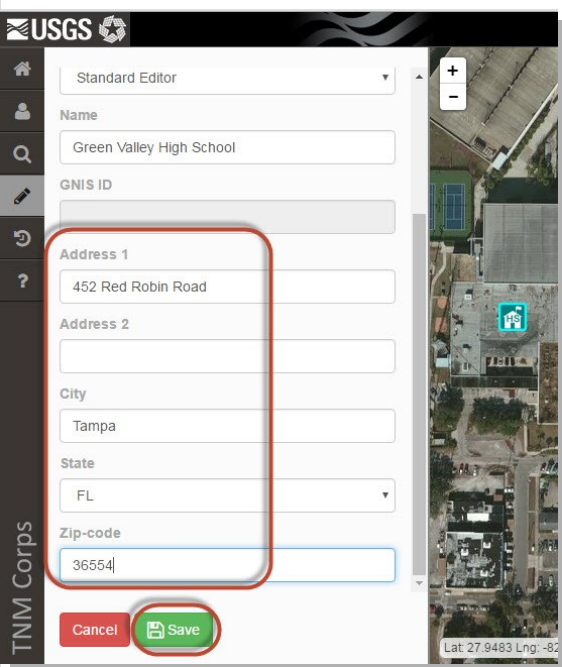 USGS
Standard Editor
+
-
Name
Green Valley High School
GNIS ID
Address 1
452 Red Robin Road
HS
Address 2
City
Tampa
State
FL
Zip-code
36554
Cancel
Save
?
TNM Corps
Lat: 27.9483 Lng: -82